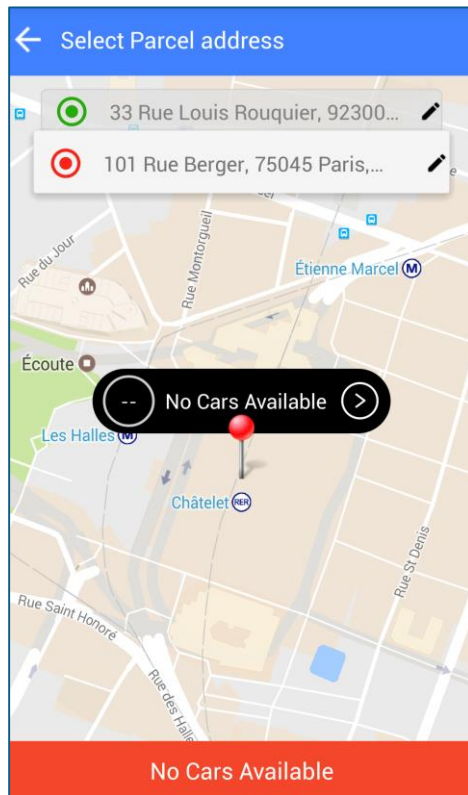 Select Parcel address
33 Rue Louis Rouquier, 92300...
101 Rue Berger, 75045 Paris,...
Rue du Jour
Rue Montorgueil
Étienne Marcel M
Écoute
-- No Cars Available >
Les Halles M
Châtelet RER
Rue St Denis
Rue Saint Honoré
Rue des Halle
No Cars Available